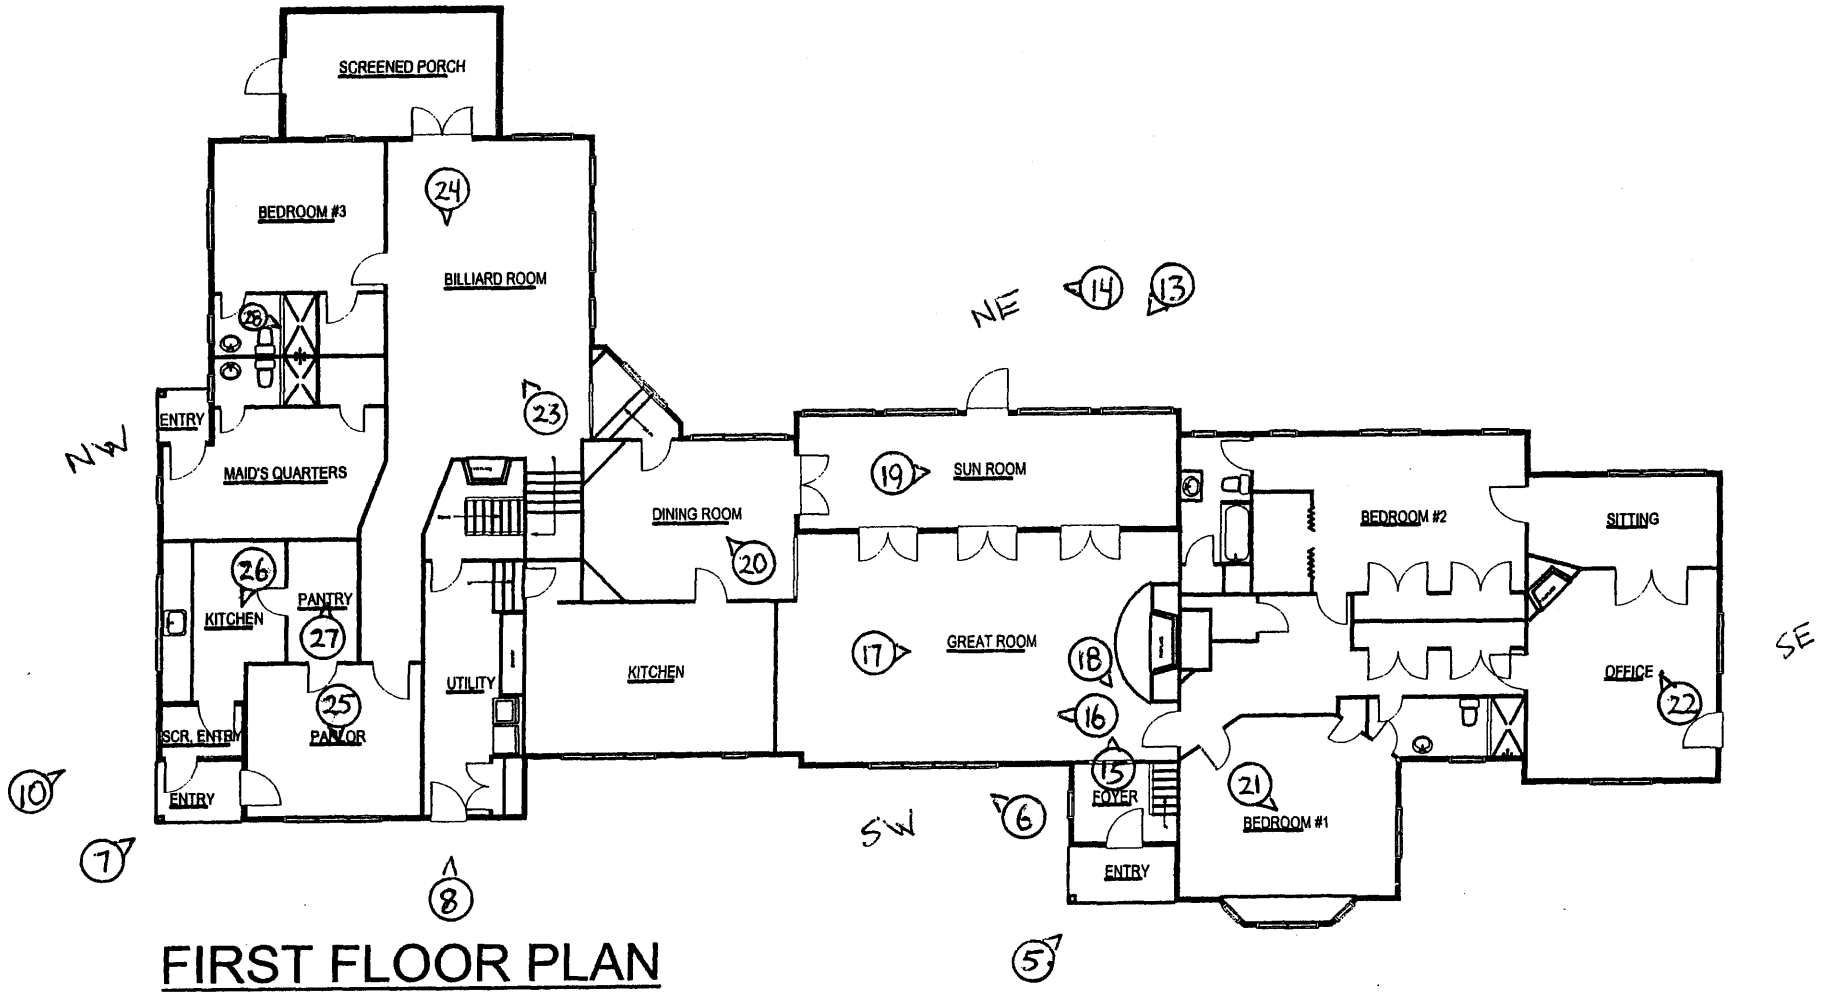 SCREENED PORCH
24
BEDROOM #3
BILLIARD ROOM
14
13
NE
28
23
ENTRY
NW
MAID'S QUARTERS
19
SUN ROOM
DINING ROOM
BEDROOM #2
SITTING
20
26
PANTRY
KITCHEN
27
17
GREAT ROOM
18
SE
KITCHEN
OFFICE
UTILITY
25
22
16
SCR. ENTRY
PARLOR
15
FOYER
21
10
ENTRY
6
BEDROOM #1
SW
7
ENTRY
8
5
FIRST FLOOR PLAN